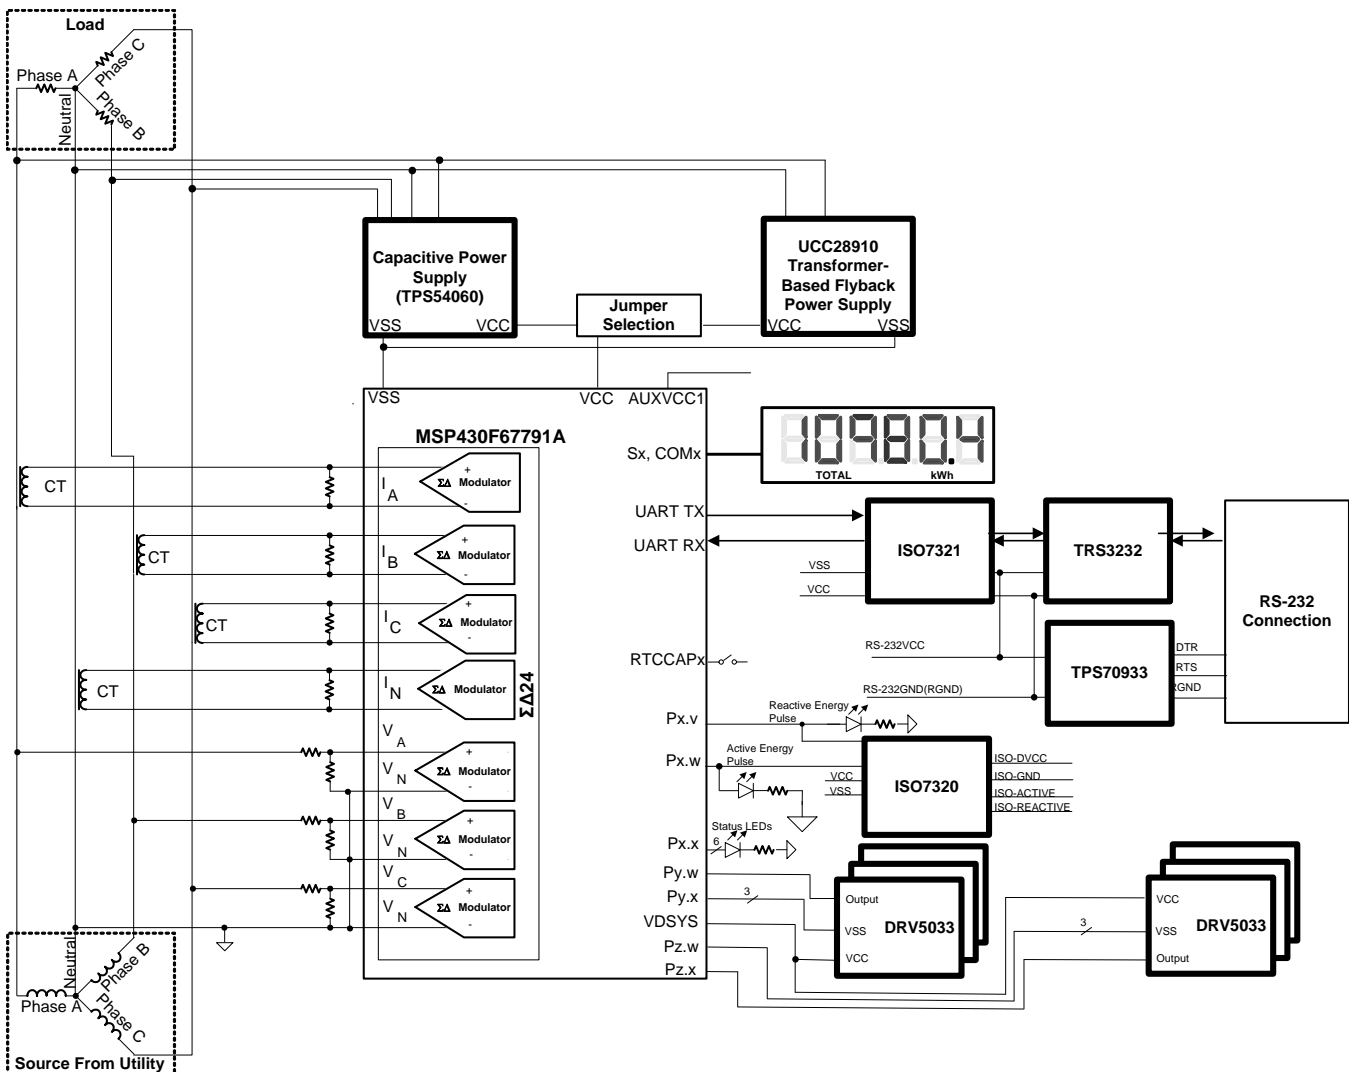 Load
Phase C
Phase A
Phase B
Neutral
Capacitive Power
Supply
(TPS54060)
VSS
VCC
Jumper
Selection
UCC28910
Transformer-
Based Flyback
Power Supply
VCC
VSS
VSS
VCC
AUXVCC1
MSP430F67791A
Sx, COMx
10980.4
TOTAL
kWh
CT
I A
+
ΣΔ Modulator
-
UART TX
UART RX
ISO7321
TRS3232
RS-232
Connection
VSS
VCC
CT
I B
+
ΣΔ Modulator
-
CT
I C
+
ΣΔ Modulator
-
RS-232VCC
RS-232GND(RGND)
TPS70933
DTR
RTS
RGND
RTCCAPx
CT
I N
+
ΣΔ Modulator
-
ΣΔ24
Px.v
Reactive Energy
Pulse
Px.w
Active Energy
Pulse
VCC
VSS
ISO7320
ISO-DVCC
ISO-GND
ISO-ACTIVE
ISO-REACTIVE
V A
V N
+
ΣΔ Modulator
-
V B
V N
+
ΣΔ Modulator
-
V C
V N
+
ΣΔ Modulator
-
Px.x
6
Status LEDs
Py.w
Py.x
3
VDSYS
Pz.w
Pz.x
Output
VSS
VCC
DRV5033
3
VCC
VSS
Output
DRV5033
Neutral
Phase B
Phase A
Phase C
Source From Utility